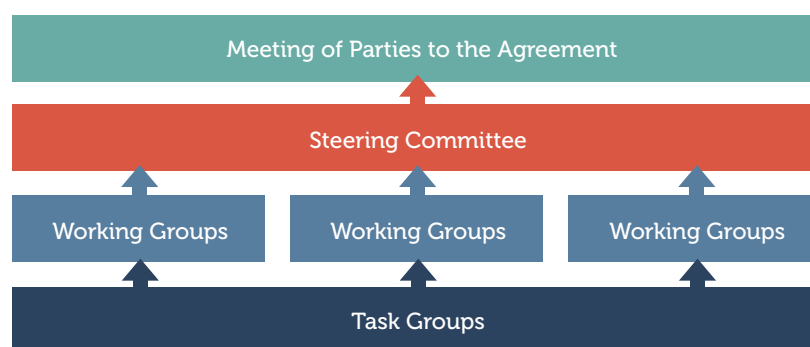 Meeting of Parties to the Agreement
Steering Committee
Working Groups
Working Groups
Working Groups
Task Groups